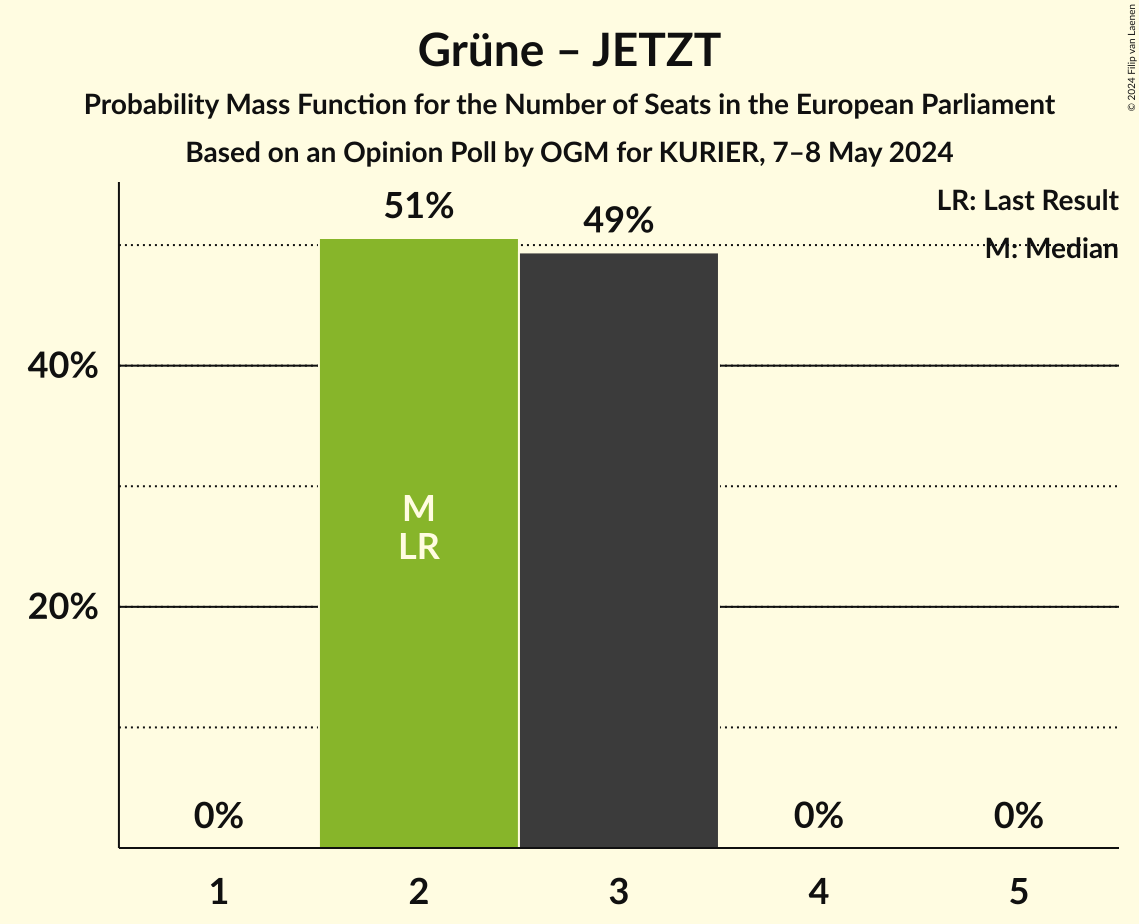 Grüne – JETZT
Probability Mass Function for the Number of Seats in the European Parliament
Based on an Opinion Poll by OGM for KURIER, 7–8 May 2024
© 2024 Filip van Laenen
LR: Last Result
M: Median
51%
49%
40%
M
LR
20%
0%
0%
0%
1
2
3
4
5